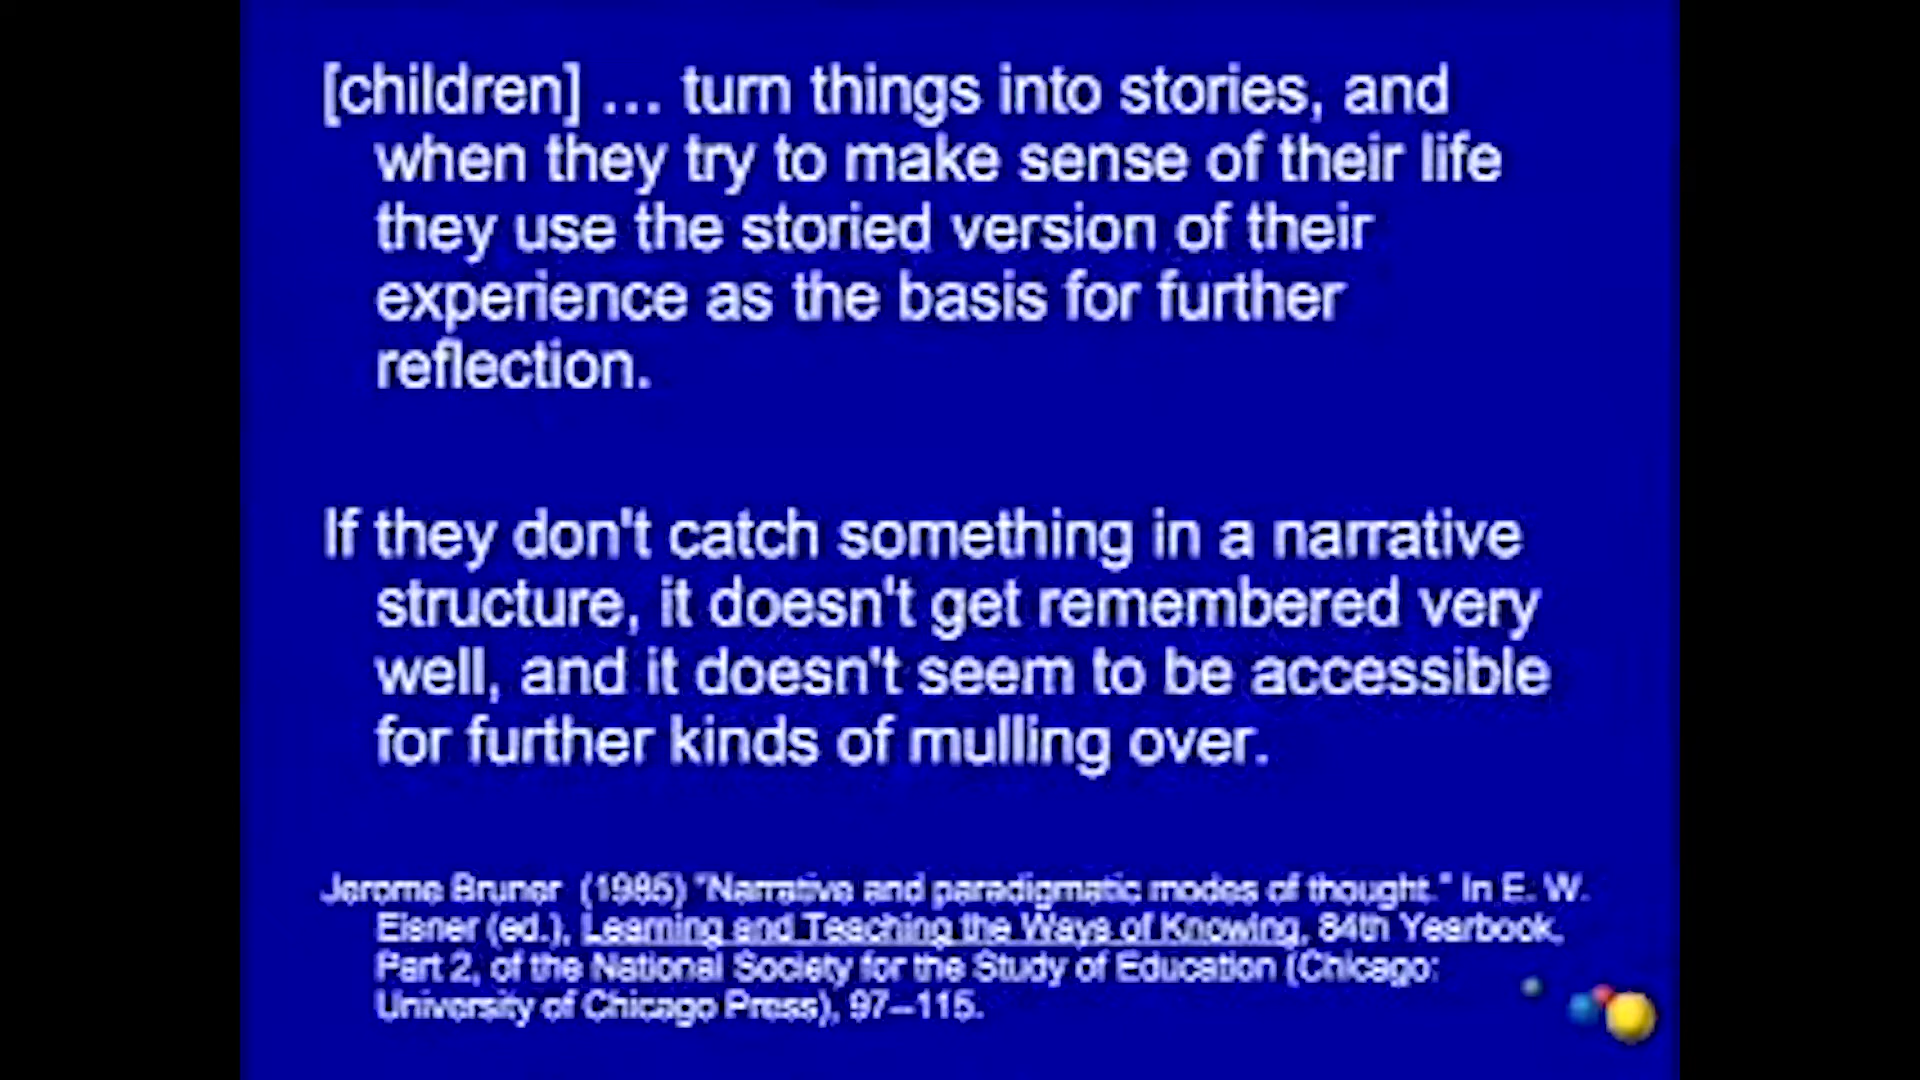 [children] ... turn things into stories, and
when they try to make sense of their life
they use the storied version of their
experience as the basis for further
reflection.
If they don't catch something in a narrative
structure, it doesn't get remembered very
well, and it doesn't seem to be accessible
for further kinds of mulling over.
Jerome Bruner (1985) "Narrative and paradigmatic modes of thought." In E. W.
Eisner (ed.), Learning and Teaching the Ways of Knowing, 84th Yearbook,
Part 2, of the National Society for the Study of Education (Chicago:
University of Chicago Press), 97–115.